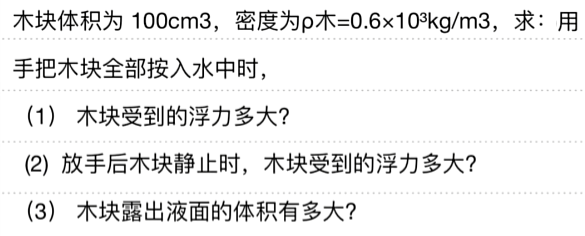 木块体积为 100cm3，密度为ρ木=0.6×10³kg/m3，求：用
手把木块全部按入水中时，
（1） 木块受到的浮力多大？
(2) 放手后木块静止时，木块受到的浮力多大？
（3） 木块露出液面的体积有多大？